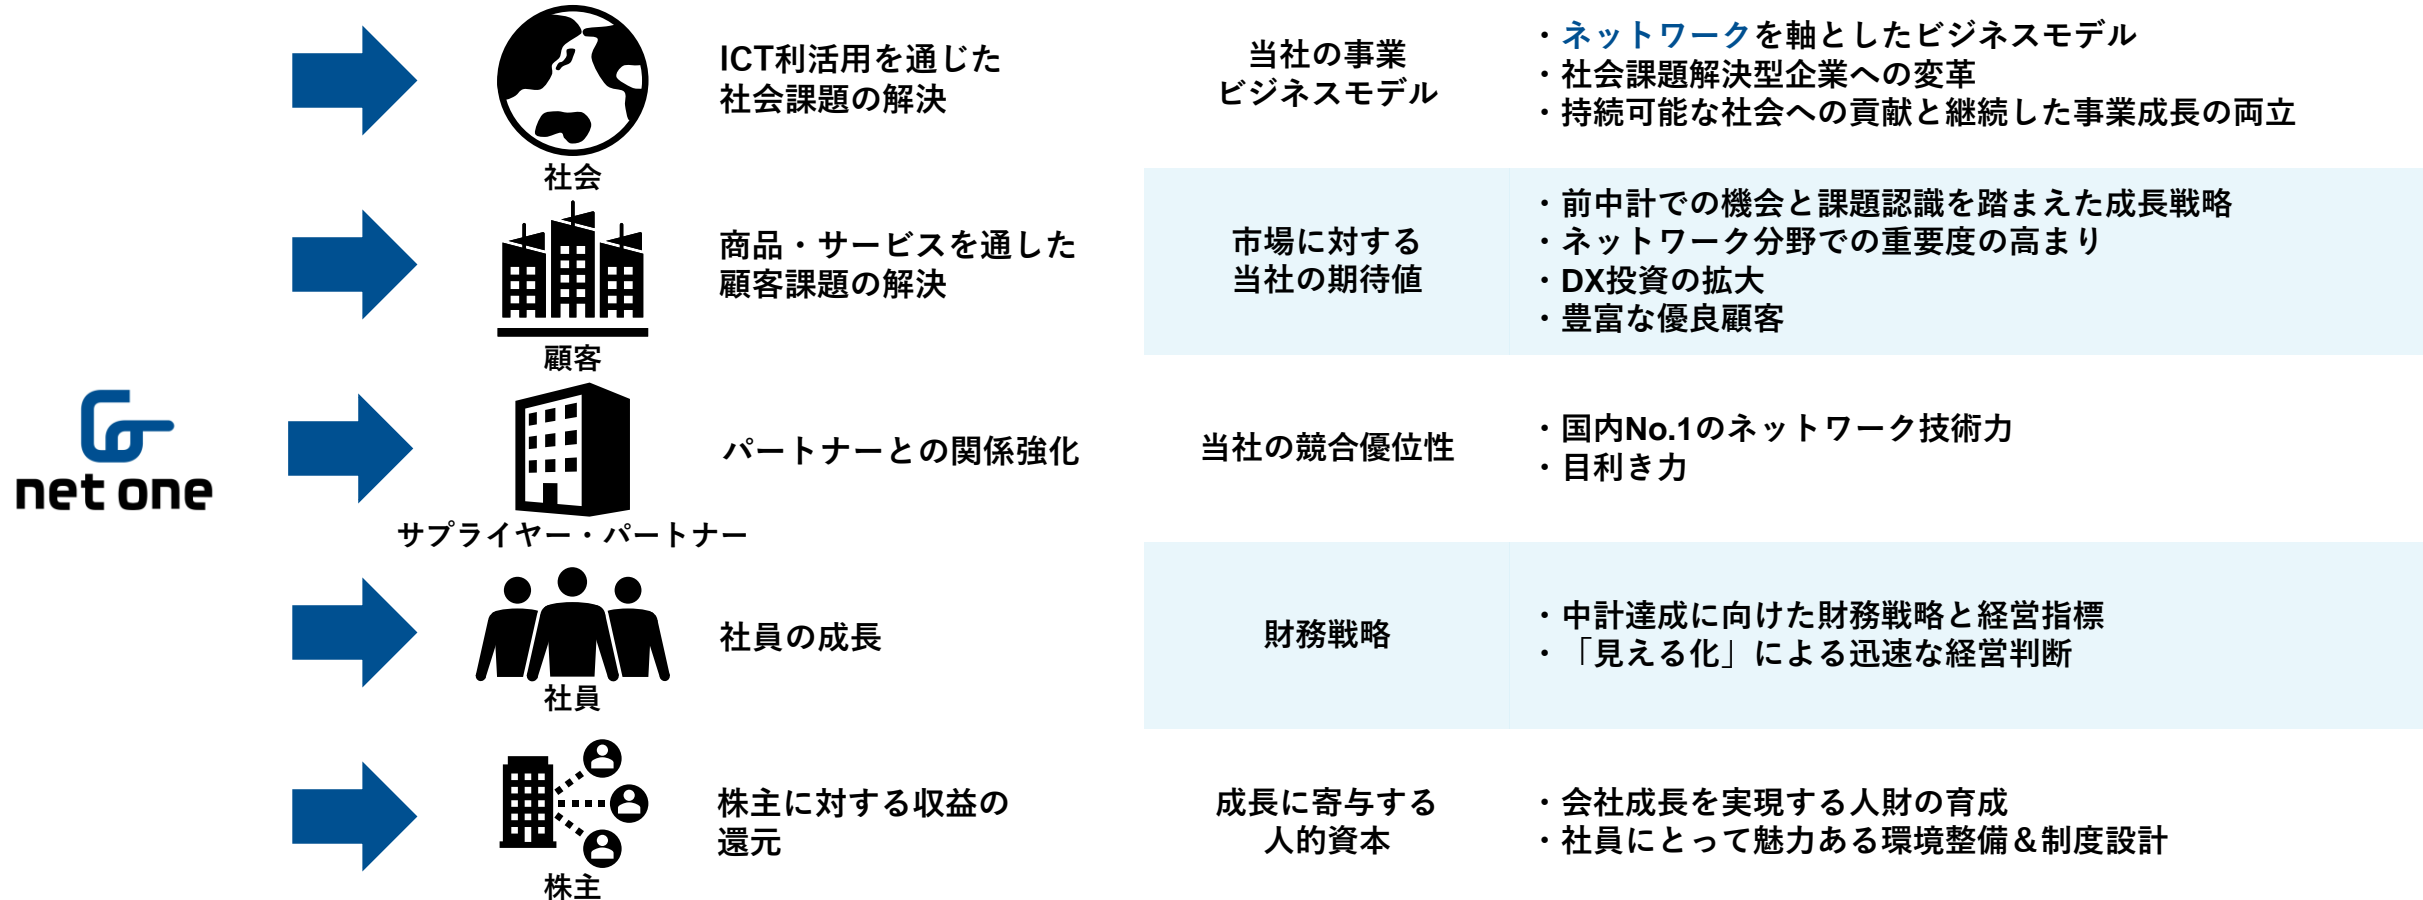 net one
ICT利活用を通じた
社会課題の解決
社会
商品・サービスを通した
顧客課題の解決
顧客
パートナーとの関係強化
サプライヤー・パートナー
社員の成長
社員
株主に対する収益の
還元
株主
当社の事業
ビジネスモデル
・ネットワークを軸としたビジネスモデル
・社会課題解決型企業への変革
・持続可能な社会への貢献と継続した事業成長の両立
市場に対する
当社の期待値
・前中計での機会と課題認識を踏まえた成長戦略
・ネットワーク分野での重要度の高まり
・DX投資の拡大
・豊富な優良顧客
当社の競合優位性
・国内No.1のネットワーク技術力
・目利き力
財務戦略
・中計達成に向けた財務戦略と経営指標
・「見える化」による迅速な経営判断
成長に寄与する
人的資本
・会社成長を実現する人財の育成
・社員にとって魅力ある環境整備＆制度設計